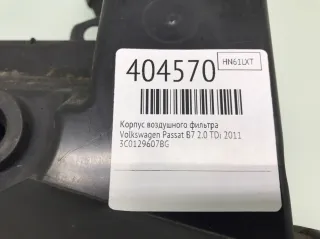 404570
HN61LXT
Корпус воздушного фильтра
Volkswagen Passat B7 2.0 TDi 2011
3C0129607BG